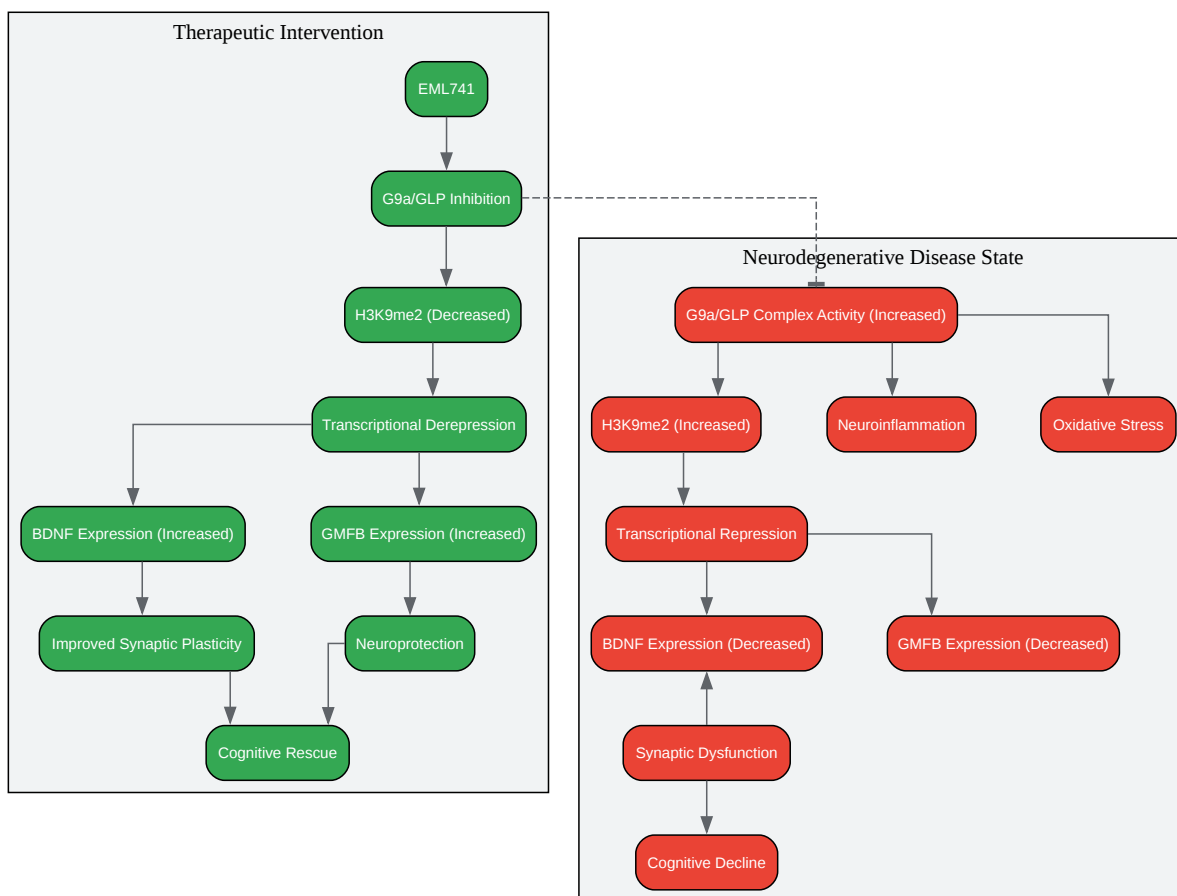 Therapeutic Intervention
EML741
G9a/GLP Inhibition
H3K9me2 (Decreased)
Transcriptional Derepression
BDNF Expression (Increased)
GMFB Expression (Increased)
Improved Synaptic Plasticity
Neuroprotection
Cognitive Rescue
Neurodegenerative Disease State
G9a/GLP Complex Activity (Increased)
H3K9me2 (Increased)
Neuroinflammation
Oxidative Stress
Transcriptional Repression
BDNF Expression (Decreased)
GMFB Expression (Decreased)
Synaptic Dysfunction
Cognitive Decline